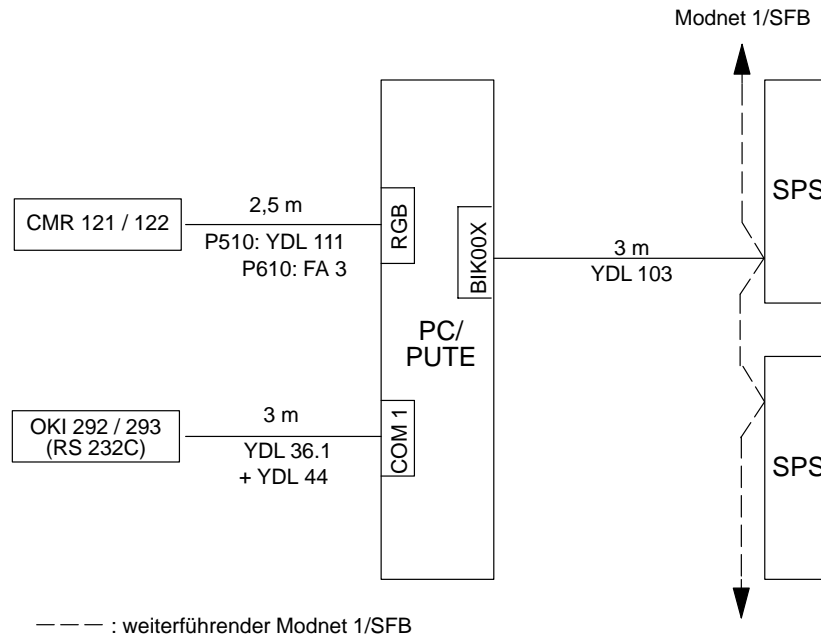 Modnet 1/SFB
CMR 121 / 122
2,5 m
P510: YDL 111
P610: FA 3
RGB
BIK00X
3 m
YDL 103
SPS
PC/
PUTE
OKI 292 / 293
(RS 232C)
3 m
YDL 36.1
+ YDL 44
COM 1
SPS
: weiterführender Modnet 1/SFB